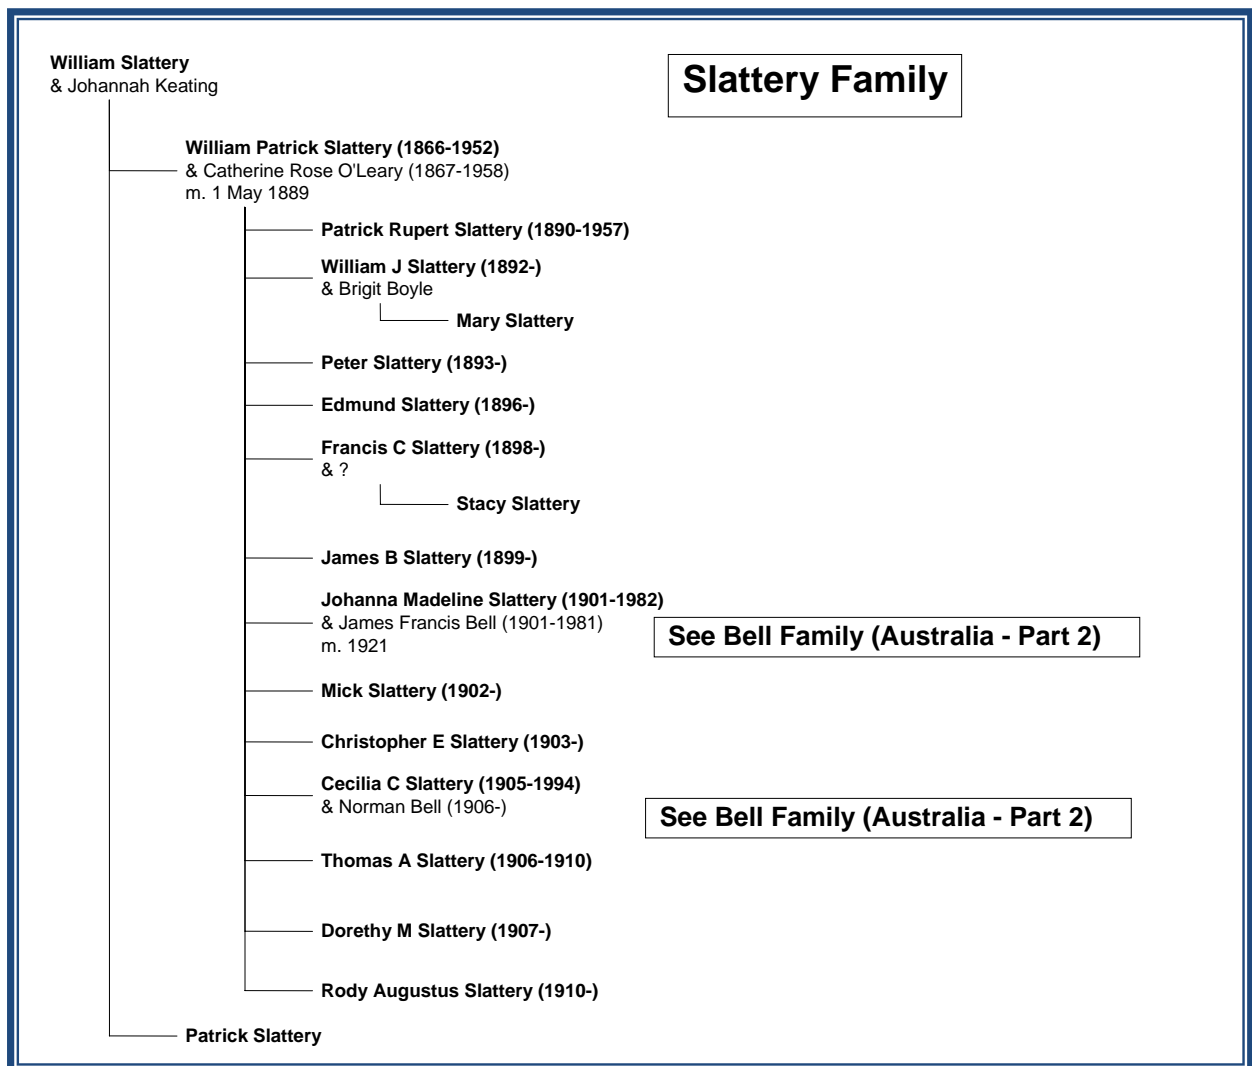 William Slattery
& Johannah Keating
Slattery Family
William Patrick Slattery (1866-1952)
& Catherine Rose O'Leary (1867-1958)
m. 1 May 1889
Patrick Rupert Slattery (1890-1957)
William J Slattery (1892-)
& Brigit Boyle
Mary Slattery
Peter Slattery (1893-)
Edmund Slattery (1896-)
Francis C Slattery (1898-)
& ?
Stacy Slattery
James B Slattery (1899-)
Johanna Madeline Slattery (1901-1982)
& James Francis Bell (1901-1981)
m. 1921
See Bell Family (Australia - Part 2)
Mick Slattery (1902-)
Christopher E Slattery (1903-)
Cecilia C Slattery (1905-1994)
& Norman Bell (1906-)
See Bell Family (Australia - Part 2)
Thomas A Slattery (1906-1910)
Dorethy M Slattery (1907-)
Rody Augustus Slattery (1910-)
Patrick Slattery